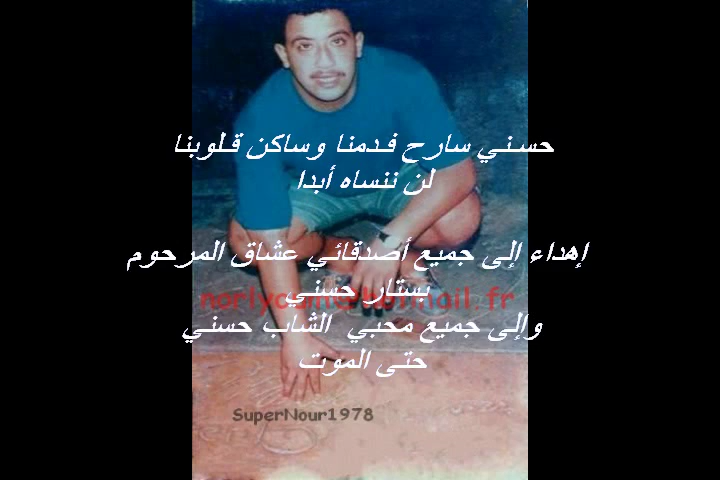 حسني سارح فدمنا وساكن قلوبنا
لن ننساه أبدا
إهداء إلى جميع أصدقائي عشاق المرحوم
بستار حسني
وإلى جميع محبي الشاب حسني
حتى الموت
SuperNour1978